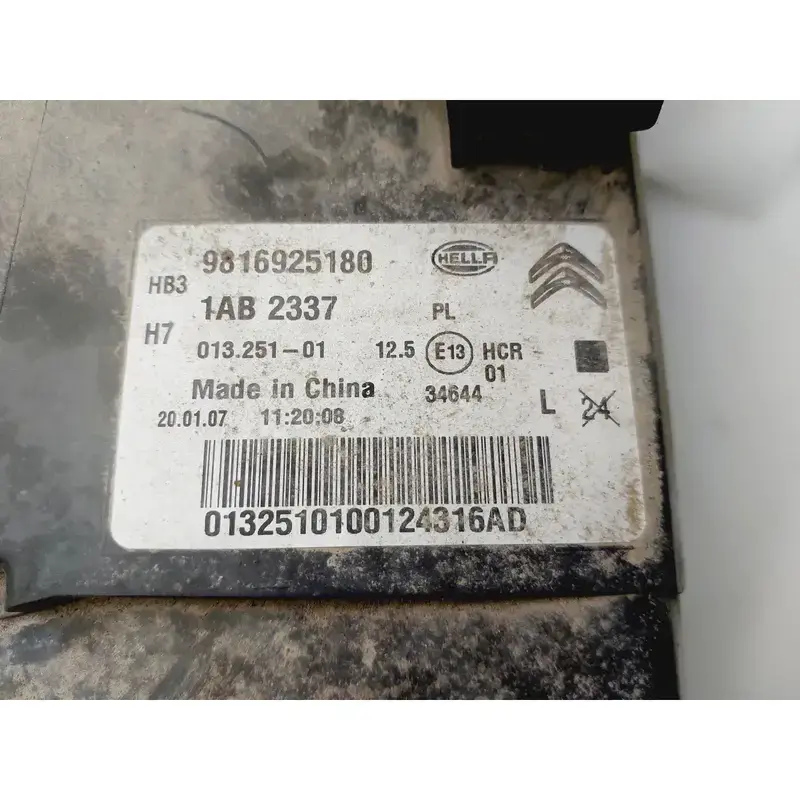 9816925180 HELLA
HB3
1AB 2337 PL
H7
013.251-01 12.5 E13 HCR
01
Made in China 34644
L 24
20.01.07 11:20:08
0132510100124316AD